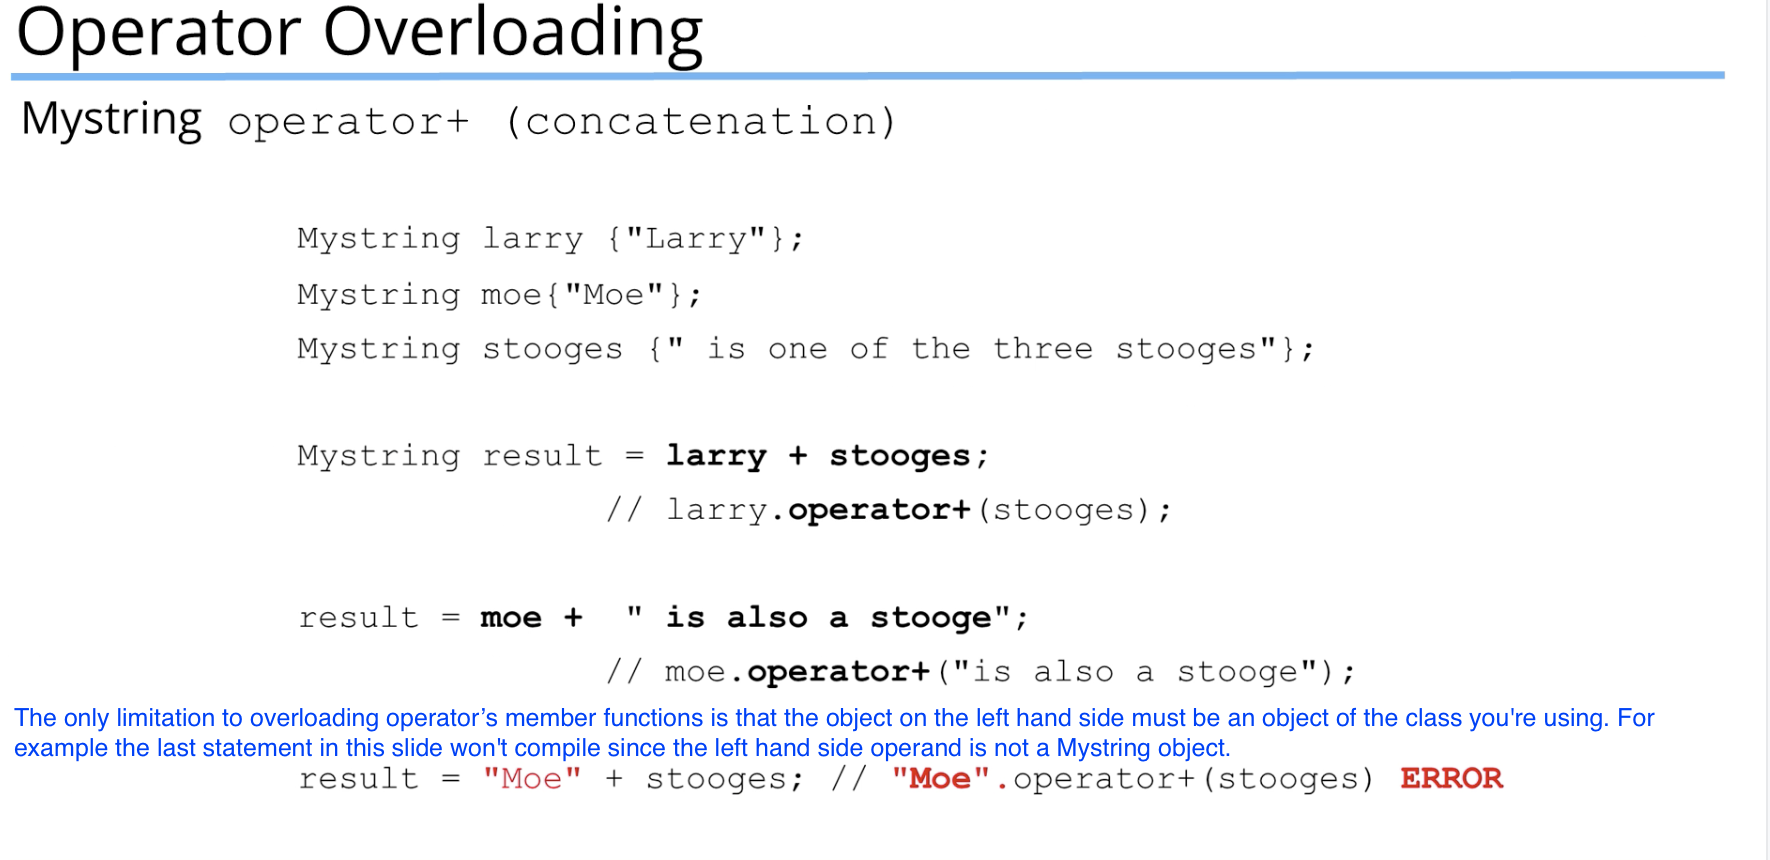 Operator Overloading
Mystring operator+ (concatenation)
Mystring larry {"Larry"};
Mystring moe{"Moe"};
Mystring stooges {" is one of the three stooges"};
Mystring result = larry + stooges;
// larry.operator+(stooges);
result = moe + " is also a stooge";
// moe.operator+("is also a stooge");
The only limitation to overloading operator’s member functions is that the object on the left hand side must be an object of the class you're using. For
example the last statement in this slide won't compile since the left hand side operand is not a Mystring object.
result = "Moe" + stooges; // "Moe".operator+(stooges) ERROR